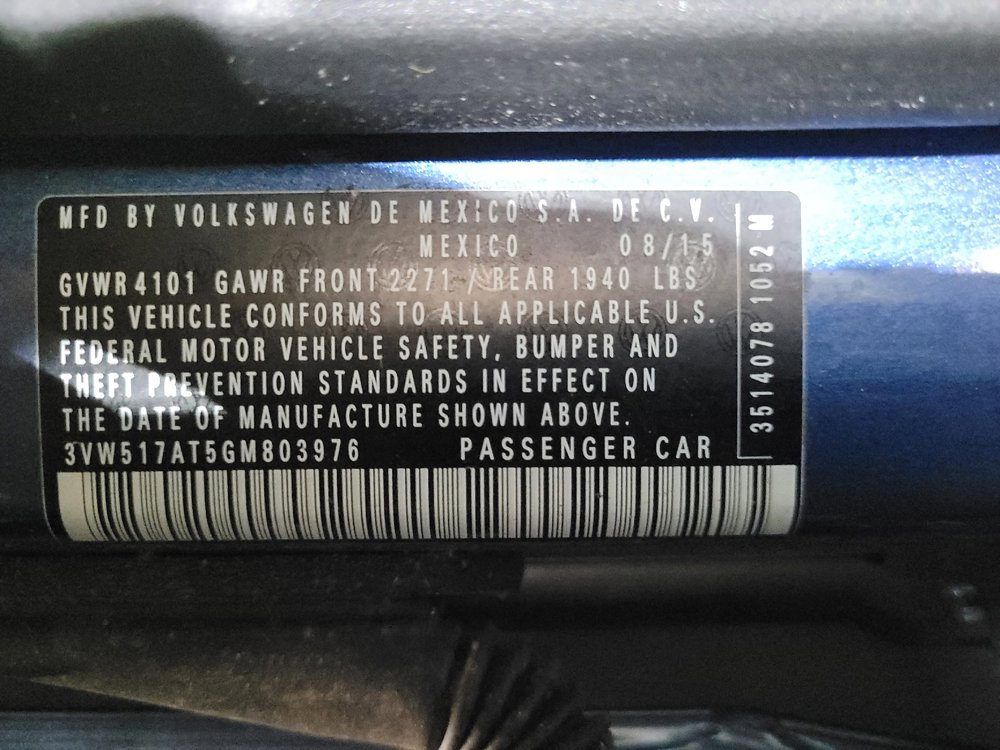 MFD BY VOLKSWAGEN DE MEXICO S.A. DE C.V.
MEXICO 08/15
GVWR 4101 GAWR FRONT 2271 / REAR 1940 LBS
THIS VEHICLE CONFORMS TO ALL APPLICABLE U.S.
FEDERAL MOTOR VEHICLE SAFETY, BUMPER AND
THEFT PREVENTION STANDARDS IN EFFECT ON
THE DATE OF MANUFACTURE SHOWN ABOVE.
3VW517AT5GM803976 PASSENGER CAR
3514078 1052 M